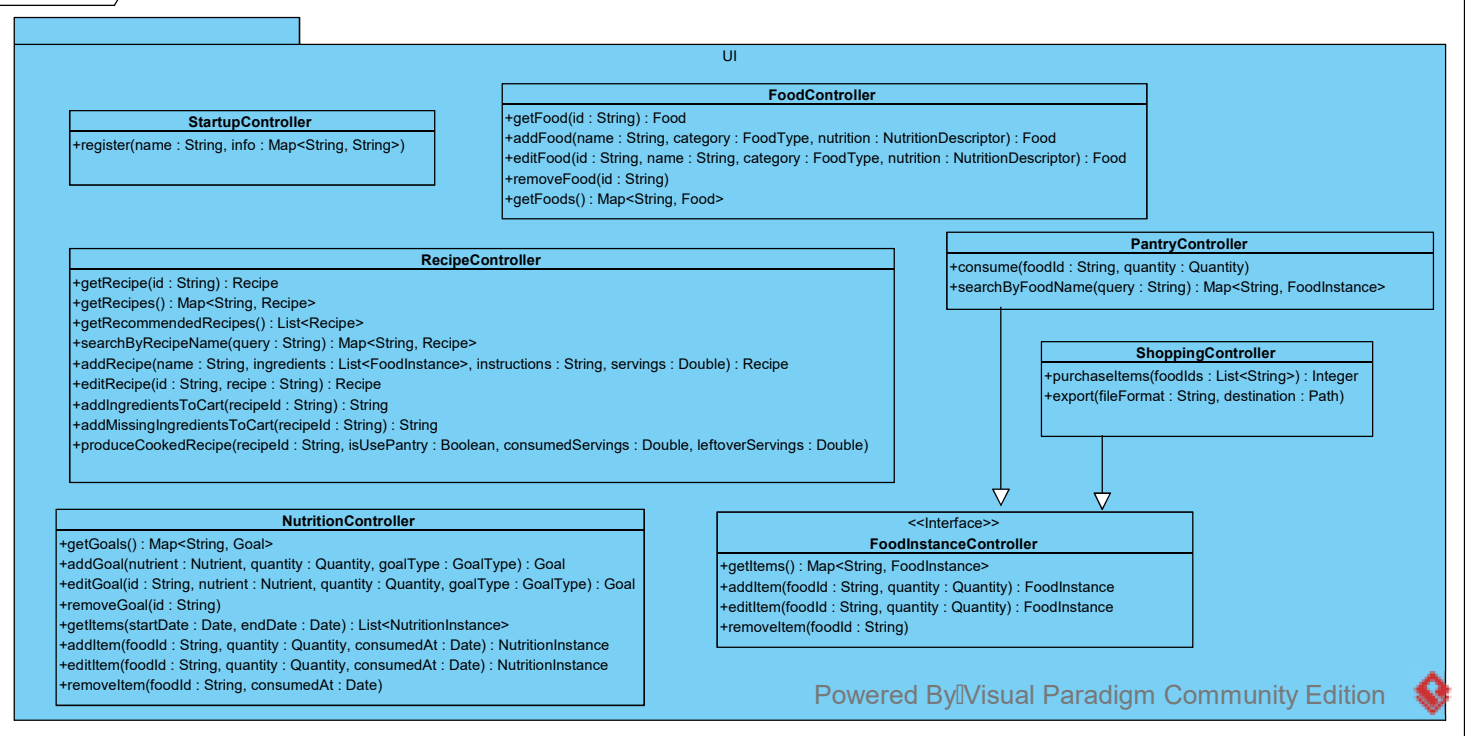 UI
StartupController
+register(name : String, info : Map<String, String>)
FoodController
+getFood(id : String) : Food
+addFood(name : String, category : FoodType, nutrition : NutritionDescriptor) : Food
+editFood(id : String, name : String, category : FoodType, nutrition : NutritionDescriptor) : Food
+removeFood(id : String)
+getFoods() : Map<String, Food>
RecipeController
+getRecipe(id : String) : Recipe
+getRecipes() : Map<String, Recipe>
+getRecommendedRecipes() : List<Recipe>
+searchByRecipeName(query : String) : Map<String, Recipe>
+addRecipe(name : String, ingredients : List<FoodInstance>, instructions : String, servings : Double) : Recipe
+editRecipe(id : String, recipe : String) : Recipe
+addIngredientsToCart(recipeId : String) : String
+addMissingIngredientsToCart(recipeId : String) : String
+produceCookedRecipe(recipeId : String, isUsePantry : Boolean, consumedServings : Double, leftoverServings : Double)
PantryController
+consume(foodId : String, quantity : Quantity)
+searchByFoodName(query : String) : Map<String, FoodInstance>
ShoppingController
+purchaseItems(foodIds : List<String>) : Integer
+export(fileFormat : String, destination : Path)
NutritionController
+getGoals() : Map<String, Goal>
+addGoal(nutrient : Nutrient, quantity : Quantity, goalType : GoalType) : Goal
+editGoal(id : String, nutrient : Nutrient, quantity : Quantity, goalType : GoalType) : Goal
+removeGoal(id : String)
+getItems(startDate : Date, endDate : Date) : List<NutritionInstance>
+addItem(foodId : String, quantity : Quantity, consumedAt : Date) : NutritionInstance
+editItem(foodId : String, quantity : Quantity, consumedAt : Date) : NutritionInstance
+removeItem(foodId : String, consumedAt : Date)
<<Interface>>
FoodInstanceController
+getItems() : Map<String, FoodInstance>
+addItem(foodId : String, quantity : Quantity) : FoodInstance
+editItem(foodId : String, quantity : Quantity) : FoodInstance
+removeItem(foodId : String)
Powered By Visual Paradigm Community Edition